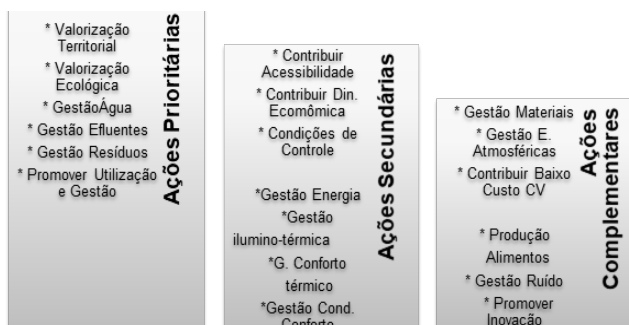 * Valorização
Territorial
* Valorização
Ecológica
* GestãoÁgua
* Gestão Efluentes
* Gestão Resíduos
* Promover Utilização
e Gestão
Ações Prioritárias
* Contribuir
Acessibilidade
* Contribuir Din.
Ecomômica
* Condições de
Controle
*Gestão Energia
*Gestão
ilumino-térmica
*G. Conforto
térmico
*Gestão Cond.
Conforto
Ações Secundárias
* Gestão Materiais
* Gestão E.
Atmosféricas
* Contribuir Baixo
Custo CV
* Produção
Alimentos
* Gestão Ruído
* Promover
Inovação
Ações
Complementares